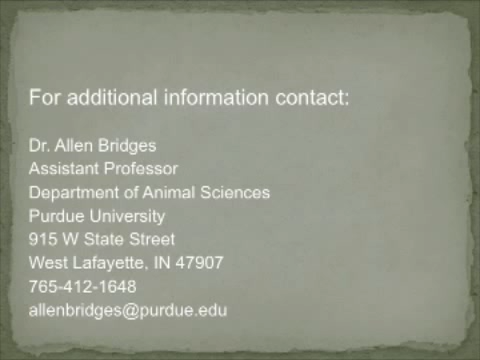 For additional information contact:
Dr. Allen Bridges
Assistant Professor
Department of Animal Sciences
Purdue University
915 W State Street
West Lafayette, IN 47907
765-412-1648
allenbridges@purdue.edu